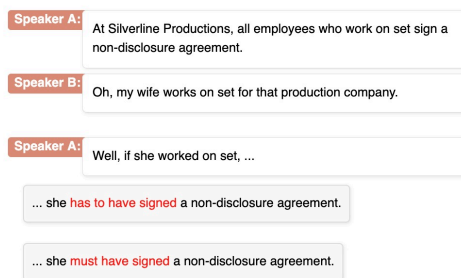 Speaker A:
At Silverline Productions, all employees who work on set sign a
non-disclosure agreement.
Speaker B:
Oh, my wife works on set for that production company.
Speaker A:
Well, if she worked on set, ...
... she has to have signed a non-disclosure agreement.
... she must have signed a non-disclosure agreement.